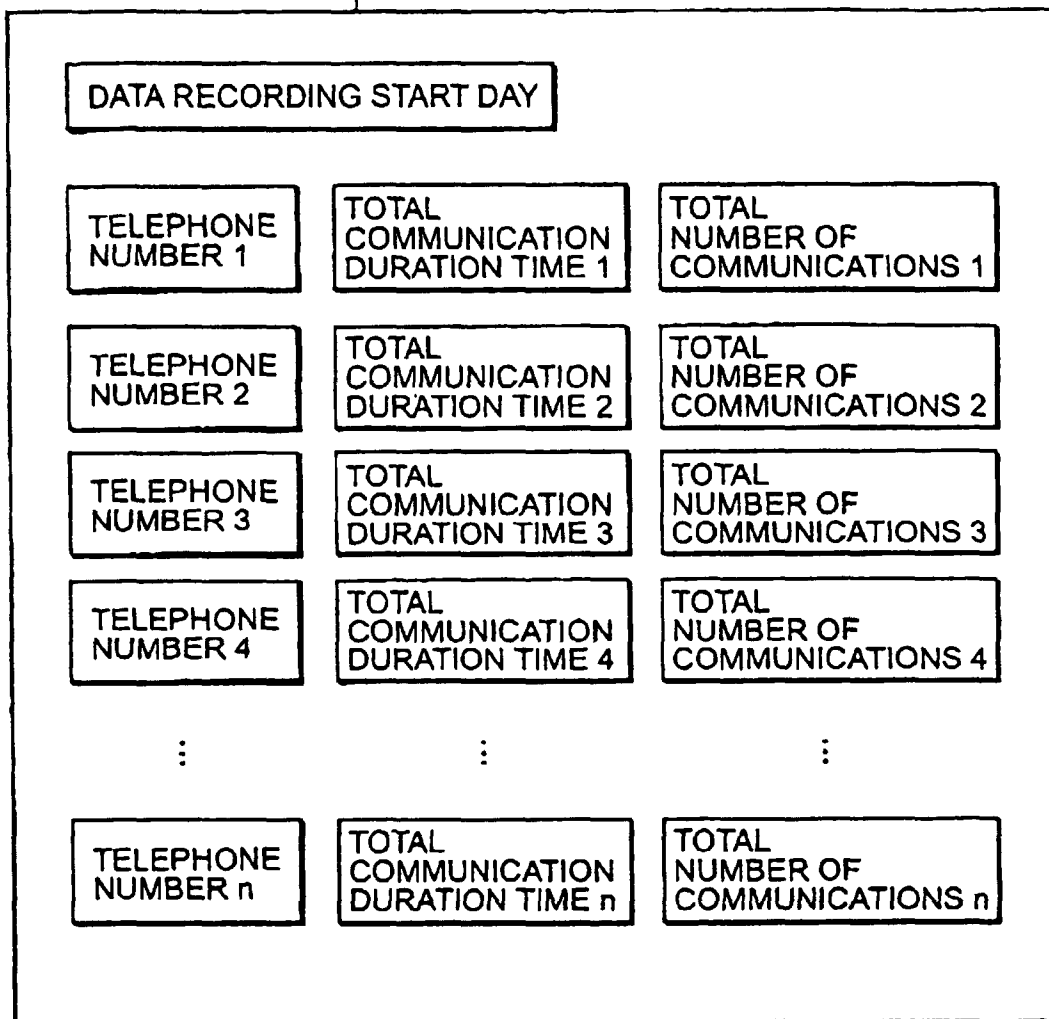 DATA RECORDING START DAY
TELEPHONE
NUMBER 1
TOTAL
COMMUNICATION
DURATION TIME 1
TOTAL
NUMBER OF
COMMUNICATIONS 1
TELEPHONE
NUMBER 2
TOTAL
COMMUNICATION
DURATION TIME 2
TOTAL
NUMBER OF
COMMUNICATIONS 2
TELEPHONE
NUMBER 3
TOTAL
COMMUNICATION
DURATION TIME 3
TOTAL
NUMBER OF
COMMUNICATIONS 3
TELEPHONE
NUMBER 4
TOTAL
COMMUNICATION
DURATION TIME 4
TOTAL
NUMBER OF
COMMUNICATIONS 4
⋮ ⋮ ⋮
TELEPHONE
NUMBER n
TOTAL
COMMUNICATION
DURATION TIME n
TOTAL
NUMBER OF
COMMUNICATIONS n